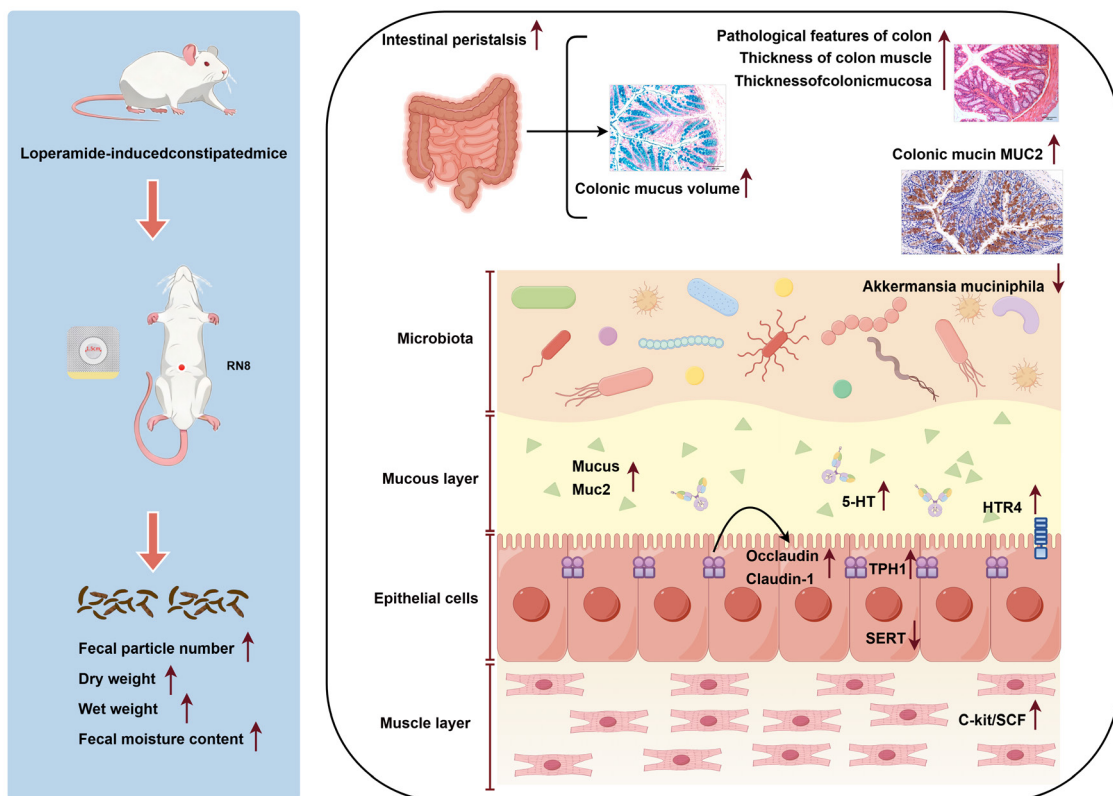 Loperamide-inducedconstipatedmice
RN8
Fecal particle number
Dry weight
Wet weight
Fecal moisture content
Intestinal peristalsis
Pathological features of colon
Thickness of colon muscle
Thicknessofcolonicmucosa
Colonic mucus volume
Colonic mucin MUC2
Akkermansia muciniphila
Microbiota
Mucous layer
Mucus
Muc2
5-HT
HTR4
Epithelial cells
Occlaudin
Claudin-1
TPH1
SERT
Muscle layer
C-kit/SCF